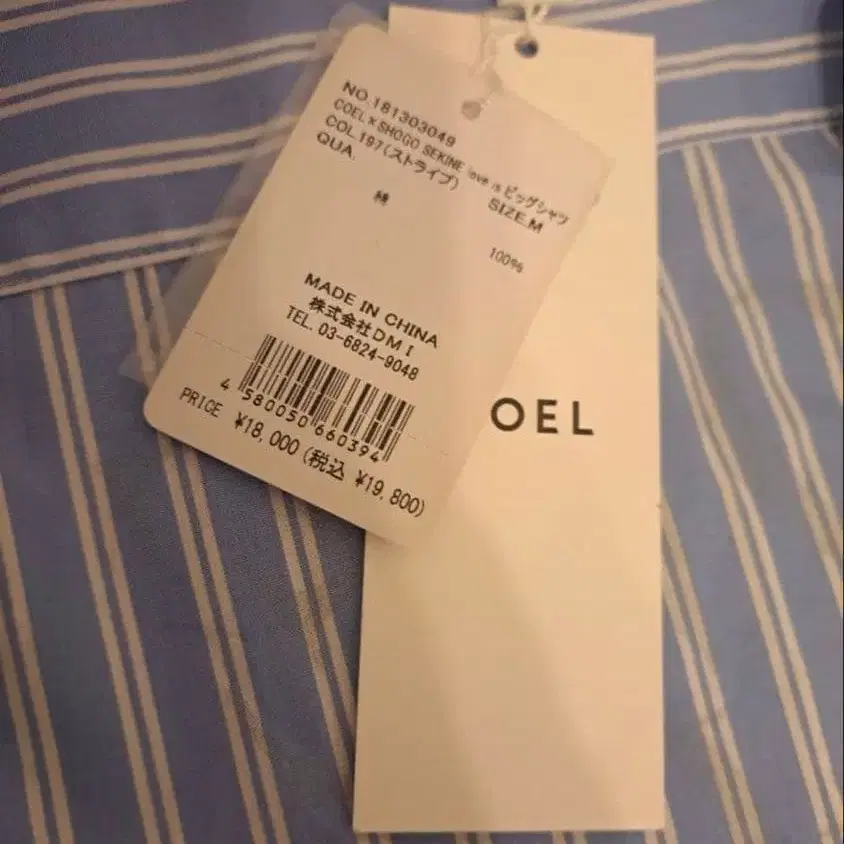 NO.181303049
COEL×SHOGO SEKINE love is ビッグシャツ
COL.197(ストライプ) SIZE.M
QUA.
綿 100%
MADE IN CHINA
株式会社DMI
TEL.03-6824-9048
4 580050 660394
PRICE ¥18,000 (税込 ¥19,800)
OEL